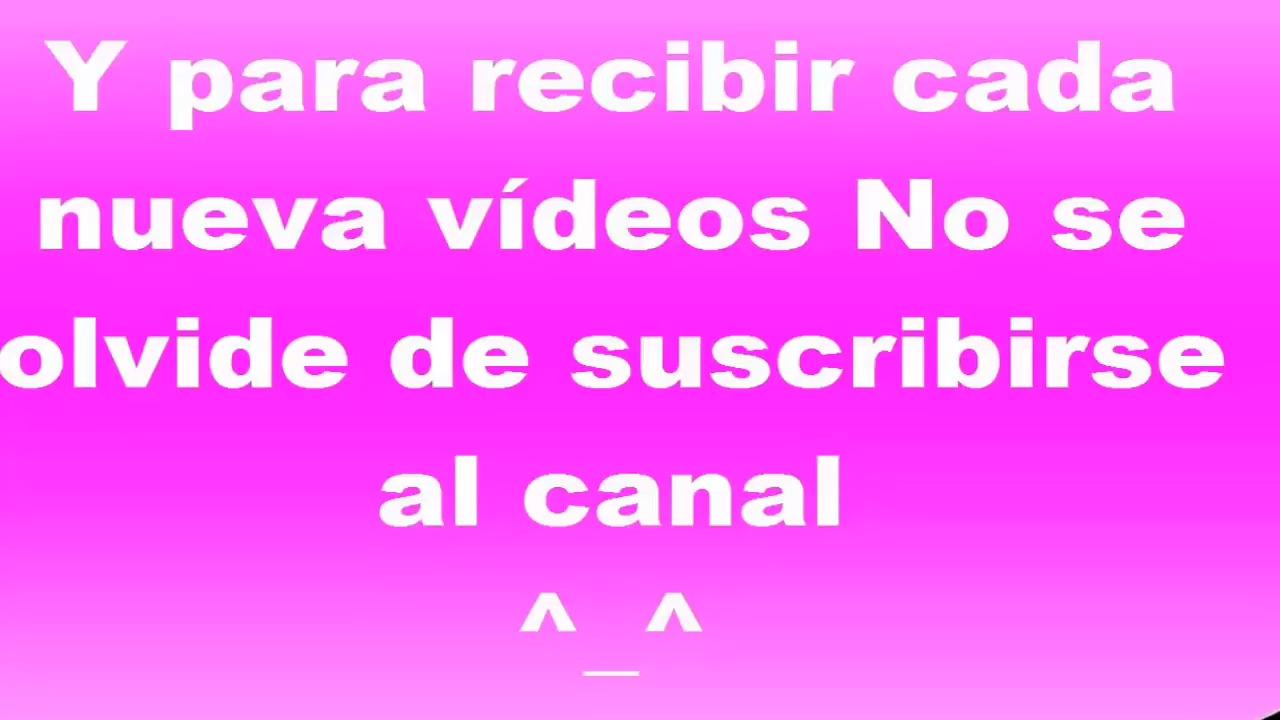 Y para recibir cada
nueva vídeos No se
olvide de suscribirse
al canal
^_^